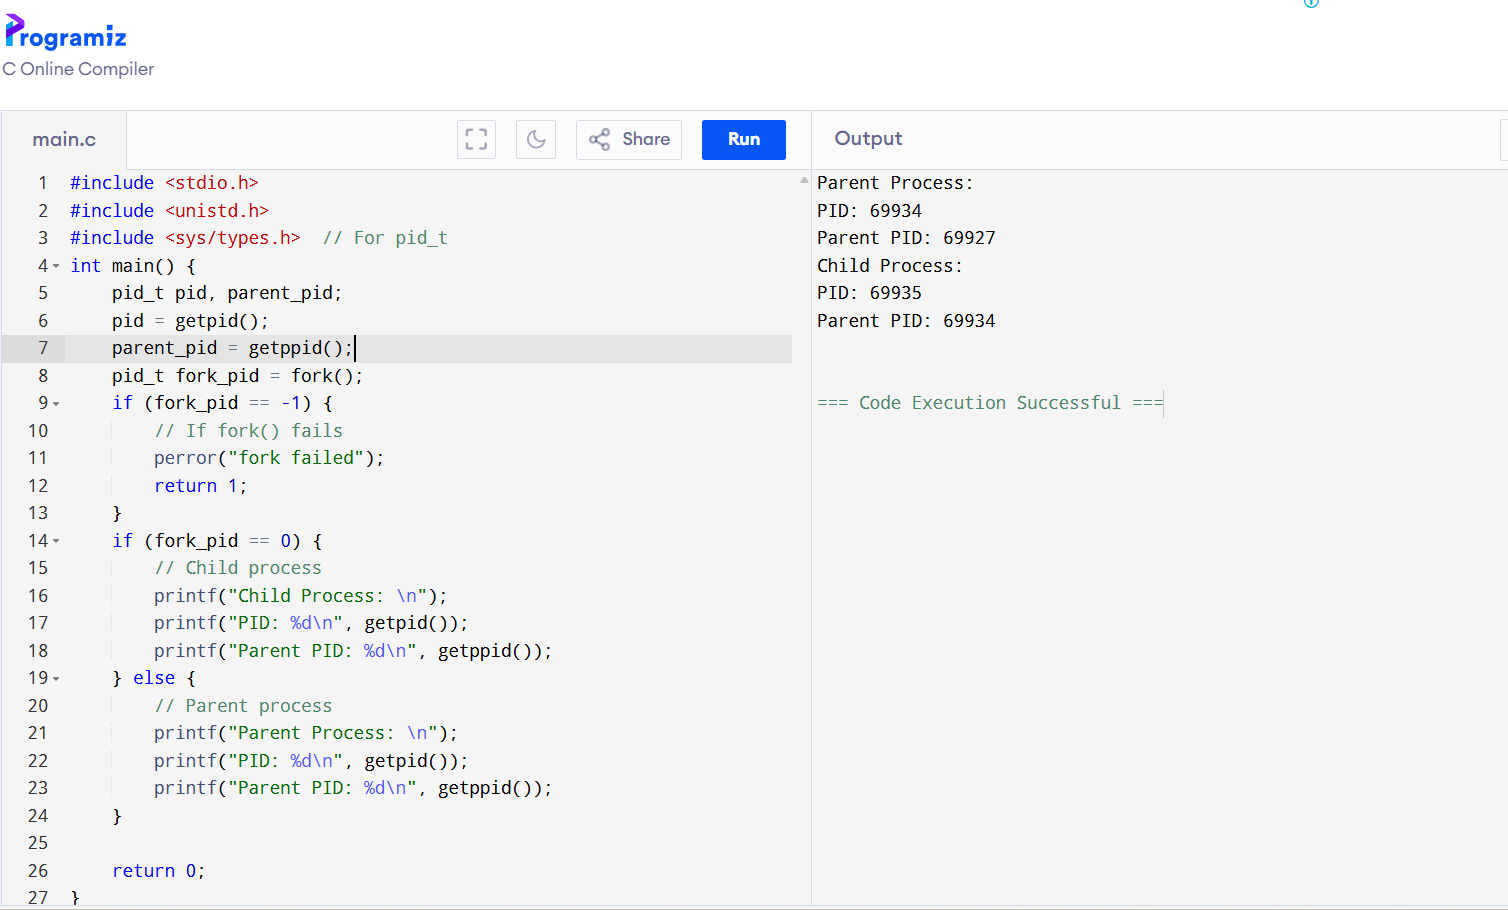 Programiz
C Online Compiler
main.c
Share
Run
Output
1 #include <stdio.h>
2 #include <unistd.h>
3 #include <sys/types.h>  // For pid_t
4 int main() {
5     pid_t pid, parent_pid;
6     pid = getpid();
7     parent_pid = getppid();
8     pid_t fork_pid = fork();
9     if (fork_pid == -1) {
10         // If fork() fails
11         perror("fork failed");
12         return 1;
13     }
14     if (fork_pid == 0) {
15         // Child process
16         printf("Child Process: \n");
17         printf("PID: %d\n", getpid());
18         printf("Parent PID: %d\n", getppid());
19     } else {
20         // Parent process
21         printf("Parent Process: \n");
22         printf("PID: %d\n", getpid());
23         printf("Parent PID: %d\n", getppid());
24     }
25
26     return 0;
27 }
Parent Process:
PID: 69934
Parent PID: 69927
Child Process:
PID: 69935
Parent PID: 69934
=== Code Execution Successful ===